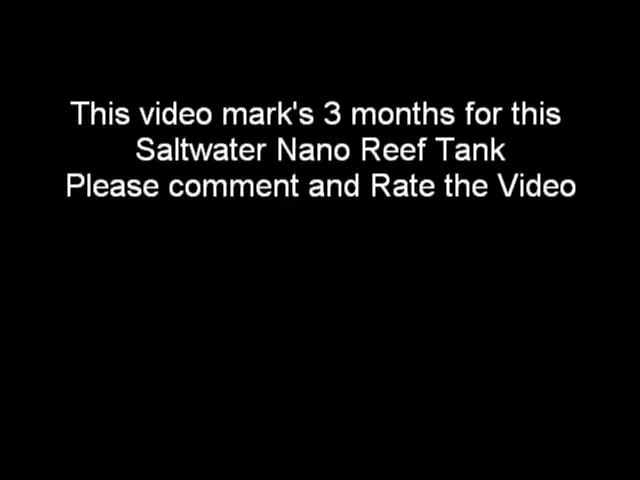 This video mark's 3 months for this
Saltwater Nano Reef Tank
Please comment and Rate the Video